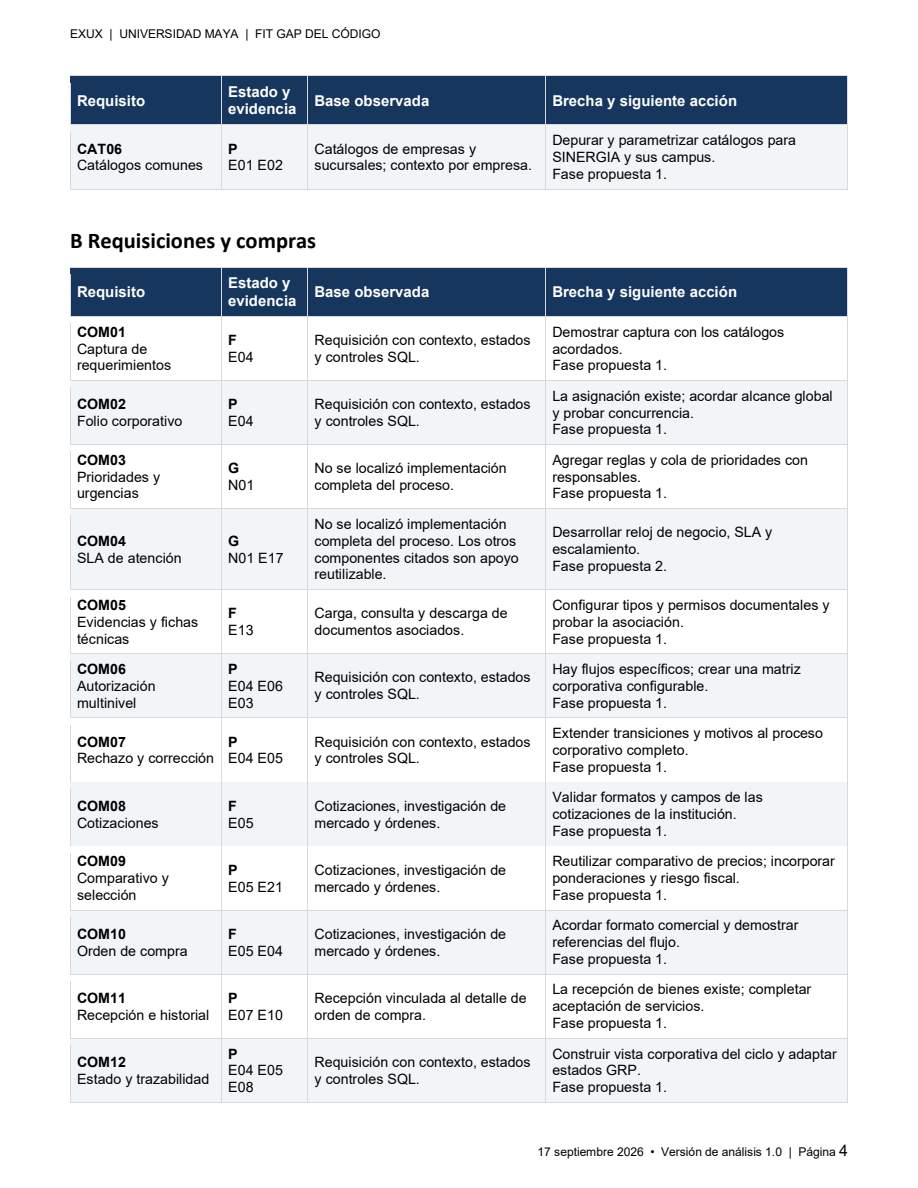 EXUX | UNIVERSIDAD MAYA | FIT GAP DEL CÓDIGO
Requisito
Estado y
evidencia
Base observada
Brecha y siguiente acción
CAT06
Catálogos comunes
P
E01 E02
Catálogos de empresas y
sucursales; contexto por empresa.
Depurar y parametrizar catálogos para
SINERGIA y sus campus.
Fase propuesta 1.
B Requisiciones y compras
Requisito
Estado y
evidencia
Base observada
Brecha y siguiente acción
COM01
Captura de
requerimientos
F
E04
Requisición con contexto, estados
y controles SQL.
Demostrar captura con los catálogos
acordados.
Fase propuesta 1.
COM02
Folio corporativo
P
E04
Requisición con contexto, estados
y controles SQL.
La asignación existe; acordar alcance global
y probar concurrencia.
Fase propuesta 1.
COM03
Prioridades y
urgencias
G
N01
No se localizó implementación
completa del proceso.
Agregar reglas y cola de prioridades con
responsables.
Fase propuesta 1.
COM04
SLA de atención
G
N01 E17
No se localizó implementación
completa del proceso. Los otros
componentes citados son apoyo
reutilizable.
Desarrollar reloj de negocio, SLA y
escalamiento.
Fase propuesta 2.
COM05
Evidencias y fichas
técnicas
F
E13
Carga, consulta y descarga de
documentos asociados.
Configurar tipos y permisos documentales y
probar la asociación.
Fase propuesta 1.
COM06
Autorización
multinivel
P
E04 E06
E03
Requisición con contexto, estados
y controles SQL.
Hay flujos específicos; crear una matriz
corporativa configurable.
Fase propuesta 1.
COM07
Rechazo y corrección
P
E04 E05
Requisición con contexto, estados
y controles SQL.
Extender transiciones y motivos al proceso
corporativo completo.
Fase propuesta 1.
COM08
Cotizaciones
F
E05
Cotizaciones, investigación de
mercado y órdenes.
Validar formatos y campos de las
cotizaciones de la institución.
Fase propuesta 1.
COM09
Comparativo y
selección
P
E05 E21
Cotizaciones, investigación de
mercado y órdenes.
Reutilizar comparativo de precios; incorporar
ponderaciones y riesgo fiscal.
Fase propuesta 1.
COM10
Orden de compra
F
E05 E04
Cotizaciones, investigación de
mercado y órdenes.
Acordar formato comercial y demostrar
referencias del flujo.
Fase propuesta 1.
COM11
Recepción e historial
P
E07 E10
Recepción vinculada al detalle de
orden de compra.
La recepción de bienes existe; completar
aceptación de servicios.
Fase propuesta 1.
COM12
Estado y trazabilidad
P
E04 E05
E08
Requisición con contexto, estados
y controles SQL.
Construir vista corporativa del ciclo y adaptar
estados GRP.
Fase propuesta 1.
17 septiembre 2026 • Versión de análisis 1.0 | Página 4